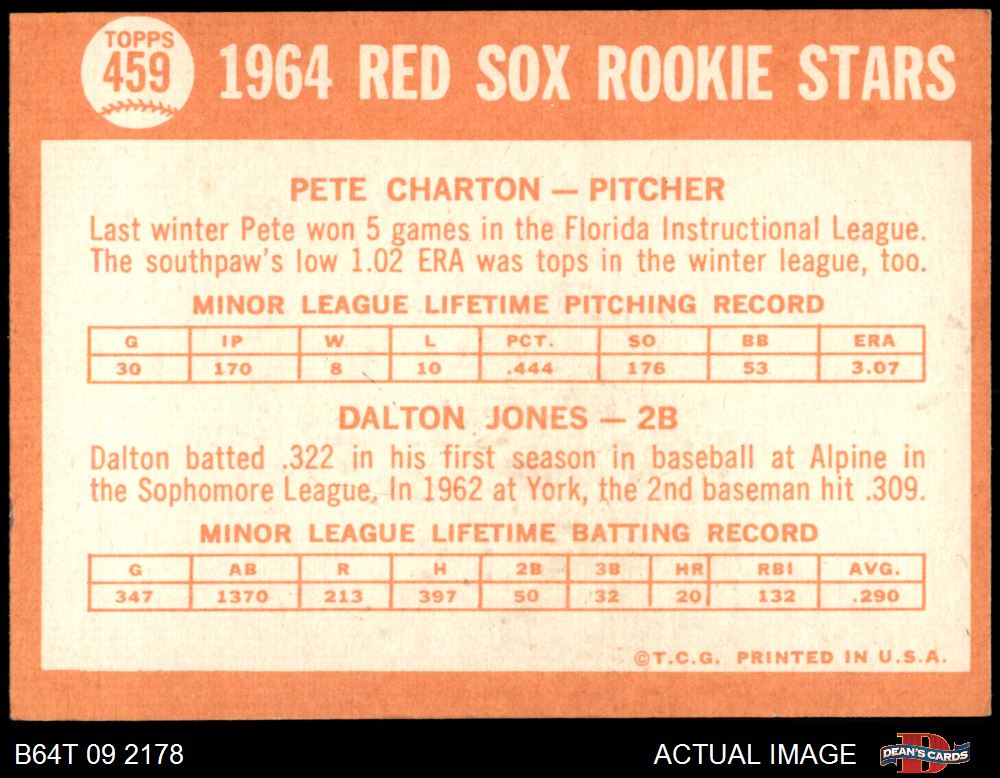 TOPPS
459
1964 RED SOX ROOKIE STARS
PETE CHARTON — PITCHER
Last winter Pete won 5 games in the Florida Instructional League.
The southpaw's low 1.02 ERA was tops in the winter league, too.
MINOR LEAGUE LIFETIME PITCHING RECORD
G IP W L PCT. SO BB ERA
30 170 8 10 .444 176 53 3.07
DALTON JONES — 2B
Dalton batted .322 in his first season in baseball at Alpine in
the Sophomore League. In 1962 at York, the 2nd baseman hit .309.
MINOR LEAGUE LIFETIME BATTING RECORD
G AB R H 2B 3B HR RBI AVG.
347 1370 213 397 50 32 20 132 .290
©T.C.G. PRINTED IN U.S.A.
B64T 09 2178
ACTUAL IMAGE
D
DEAN'S CARDS